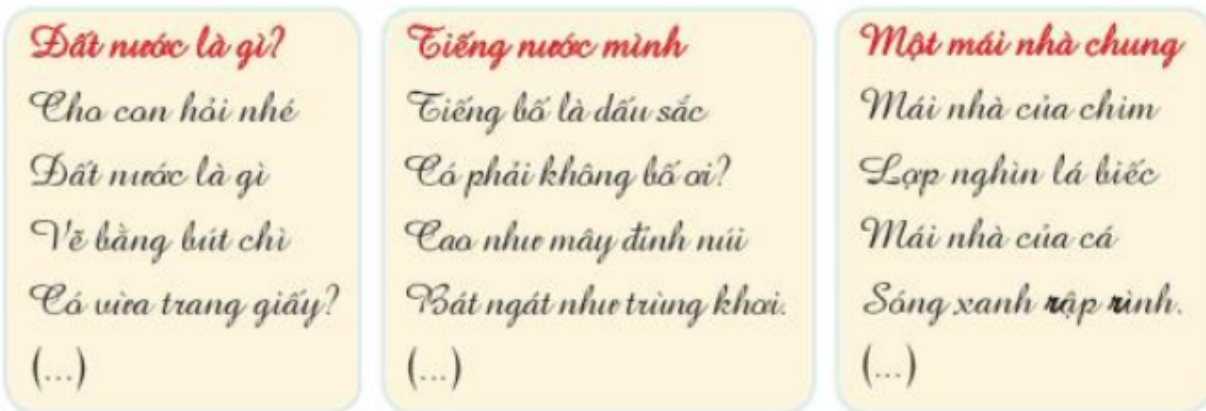 Đất nước là gì?
Cho con hỏi nhé
Đất nước là gì
Vẽ bằng bút chì
Có vừa trang giấy?
(...)
Tiếng nước mình
Tiếng bố là dấu sắc
Có phải không bố ơi?
Cao như mây đỉnh núi
Bát ngát như trùng khơi.
(...)
Một mái nhà chung
Mái nhà của chim
Lợp nghìn lá biếc
Mái nhà của cá
Sóng xanh rập rình.
(...)